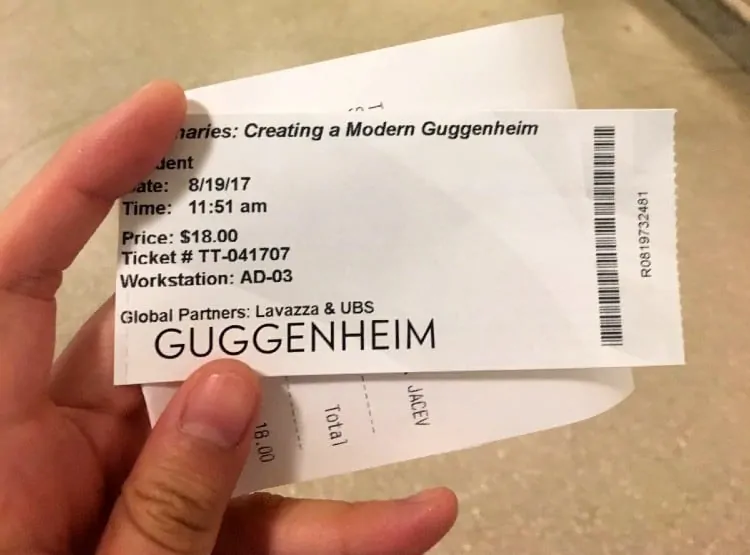 naries: Creating a Modern Guggenheim
dent
ate: 8/19/17
Time: 11:51 am
Price: $18.00
Ticket # TT-041707
Workstation: AD-03
Global Partners: Lavazza & UBS
GUGGENHEIM
R0819732481
JACEV
Total
18.00